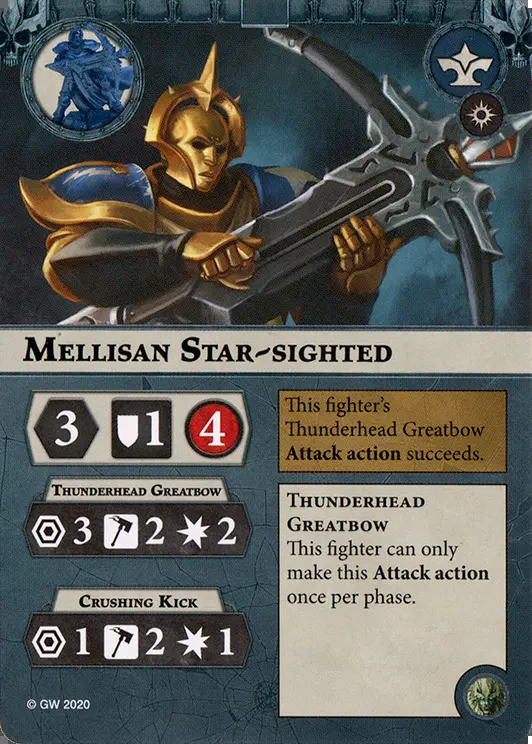 Mellisan Star-sighted
3 1 4
This fighter's
Thunderhead Greatbow
Attack action succeeds.
Thunderhead Greatbow
3 2 2
Thunderhead
Greatbow
This fighter can only
make this Attack action
once per phase.
Crushing Kick
1 2 1
© GW 2020